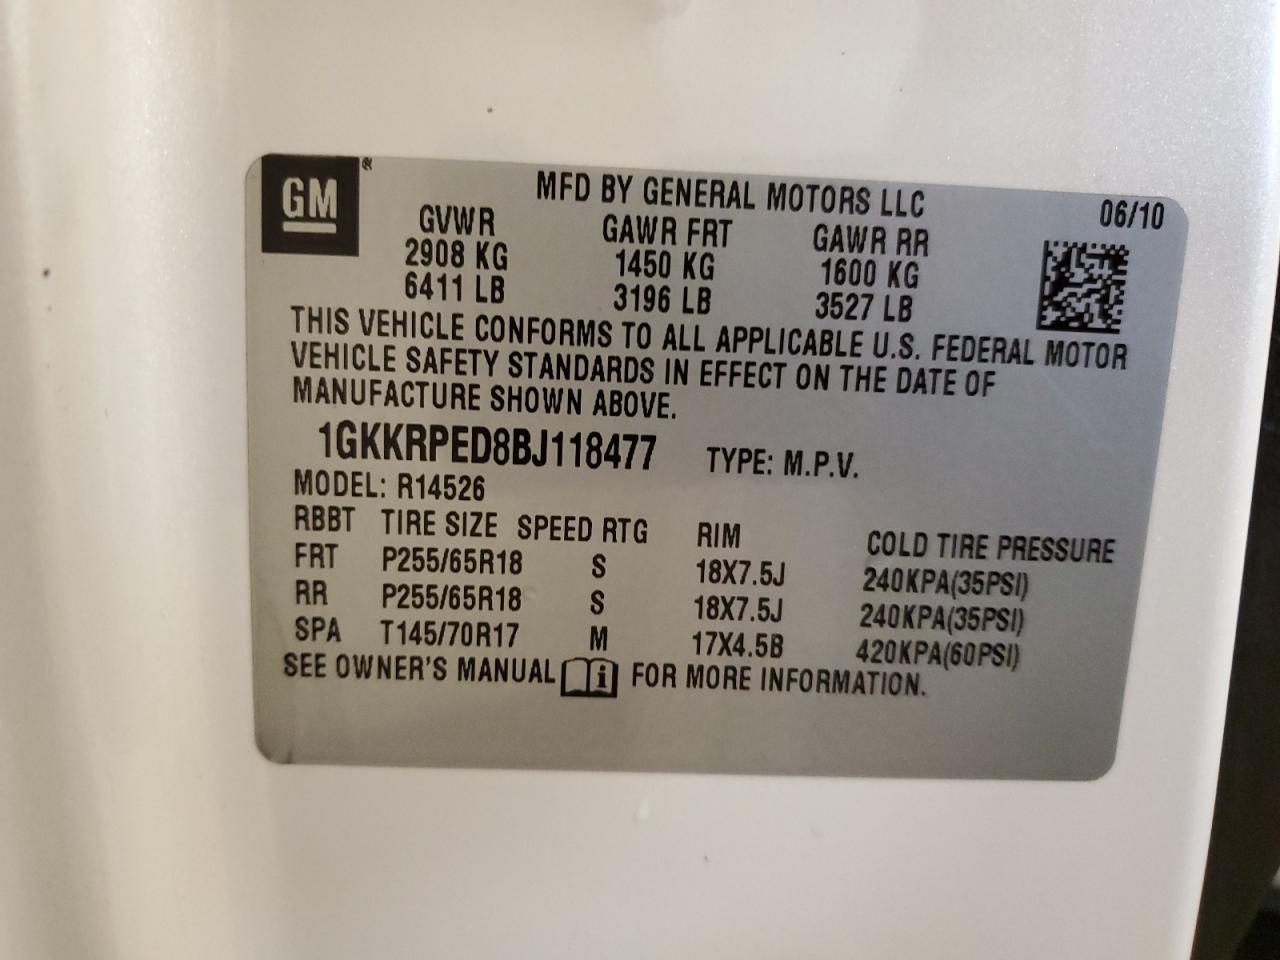 GM ®
MFD BY GENERAL MOTORS LLC 06/10
GVWR GAWR FRT GAWR RR
2908 KG 1450 KG 1600 KG
6411 LB 3196 LB 3527 LB
THIS VEHICLE CONFORMS TO ALL APPLICABLE U.S. FEDERAL MOTOR
VEHICLE SAFETY STANDARDS IN EFFECT ON THE DATE OF
MANUFACTURE SHOWN ABOVE.
1GKKRPED8BJ118477 TYPE: M.P.V.
MODEL: R14526
RBBT TIRE SIZE SPEED RTG RIM COLD TIRE PRESSURE
FRT P255/65R18 S 18X7.5J 240KPA(35PSI)
RR P255/65R18 S 18X7.5J 240KPA(35PSI)
SPA T145/70R17 M 17X4.5B 420KPA(60PSI)
SEE OWNER'S MANUAL i FOR MORE INFORMATION.